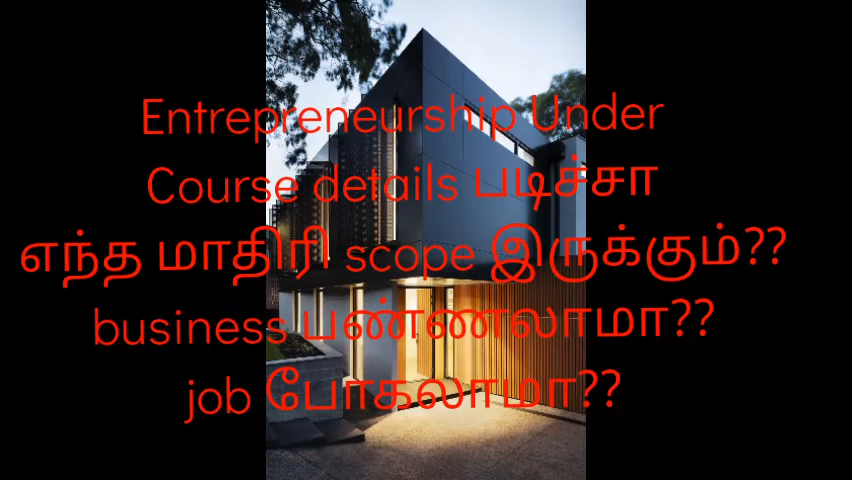 Entrepreneurship Under
Course details படிச்சா
எந்த மாதிரி scope இருக்கும்??
business பண்ணலாமா??
job போகலாமா??